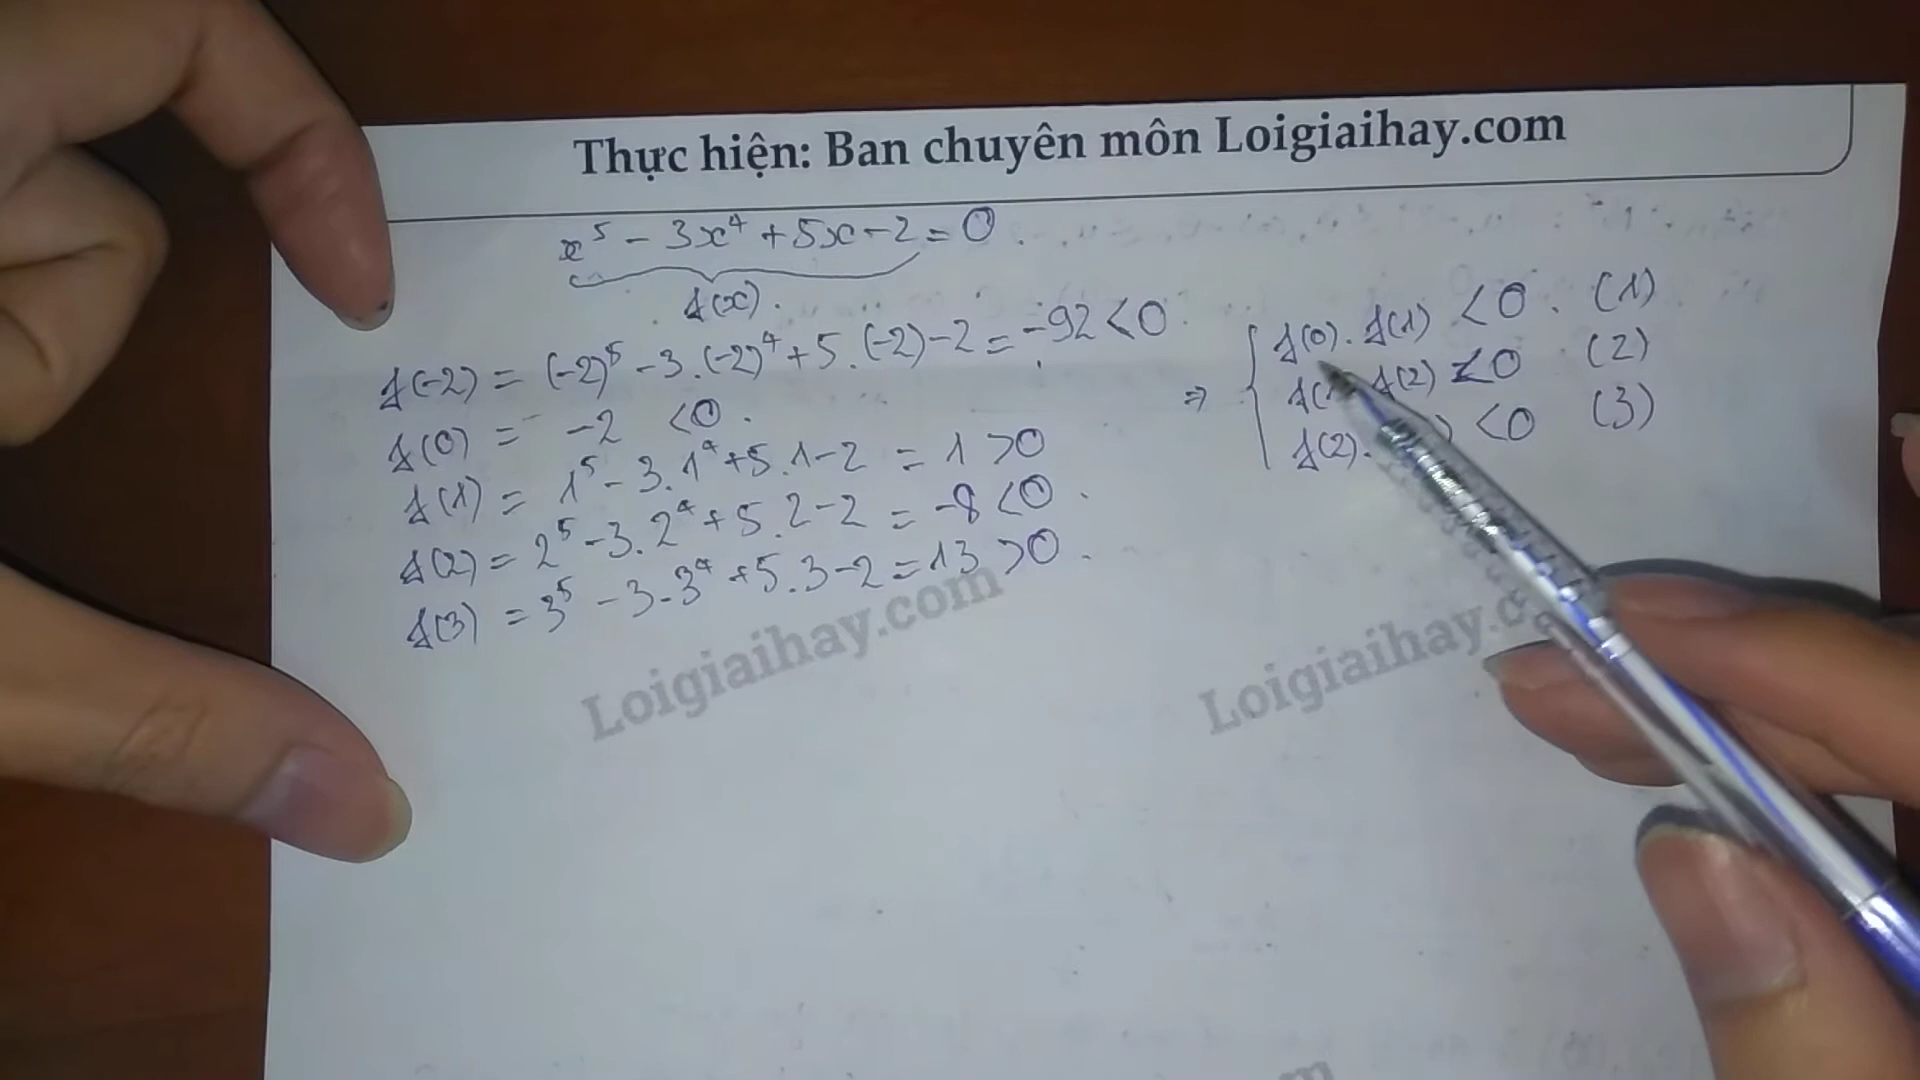 Thực hiện: Ban chuyên môn Loigiaihay.com
x⁵ - 3x⁴ + 5x - 2 = 0.
f(x).
f(-2) = (-2)⁵ - 3.(-2)⁴ + 5.(-2) - 2 = -92 < 0
f(0) = -2 < 0.
f(1) = 1⁵ - 3.1⁴ + 5.1 - 2 = 1 > 0
f(2) = 2⁵ - 3.2⁴ + 5.2 - 2 = -8 < 0.
f(3) = 3⁵ - 3.3⁴ + 5.3 - 2 = 13 > 0.
⇒ { f(0). f(1) < 0. (1)
f(2) < 0 (2)
f(2). < 0 (3)
Loigiaihay.com
Loigiaihay.c